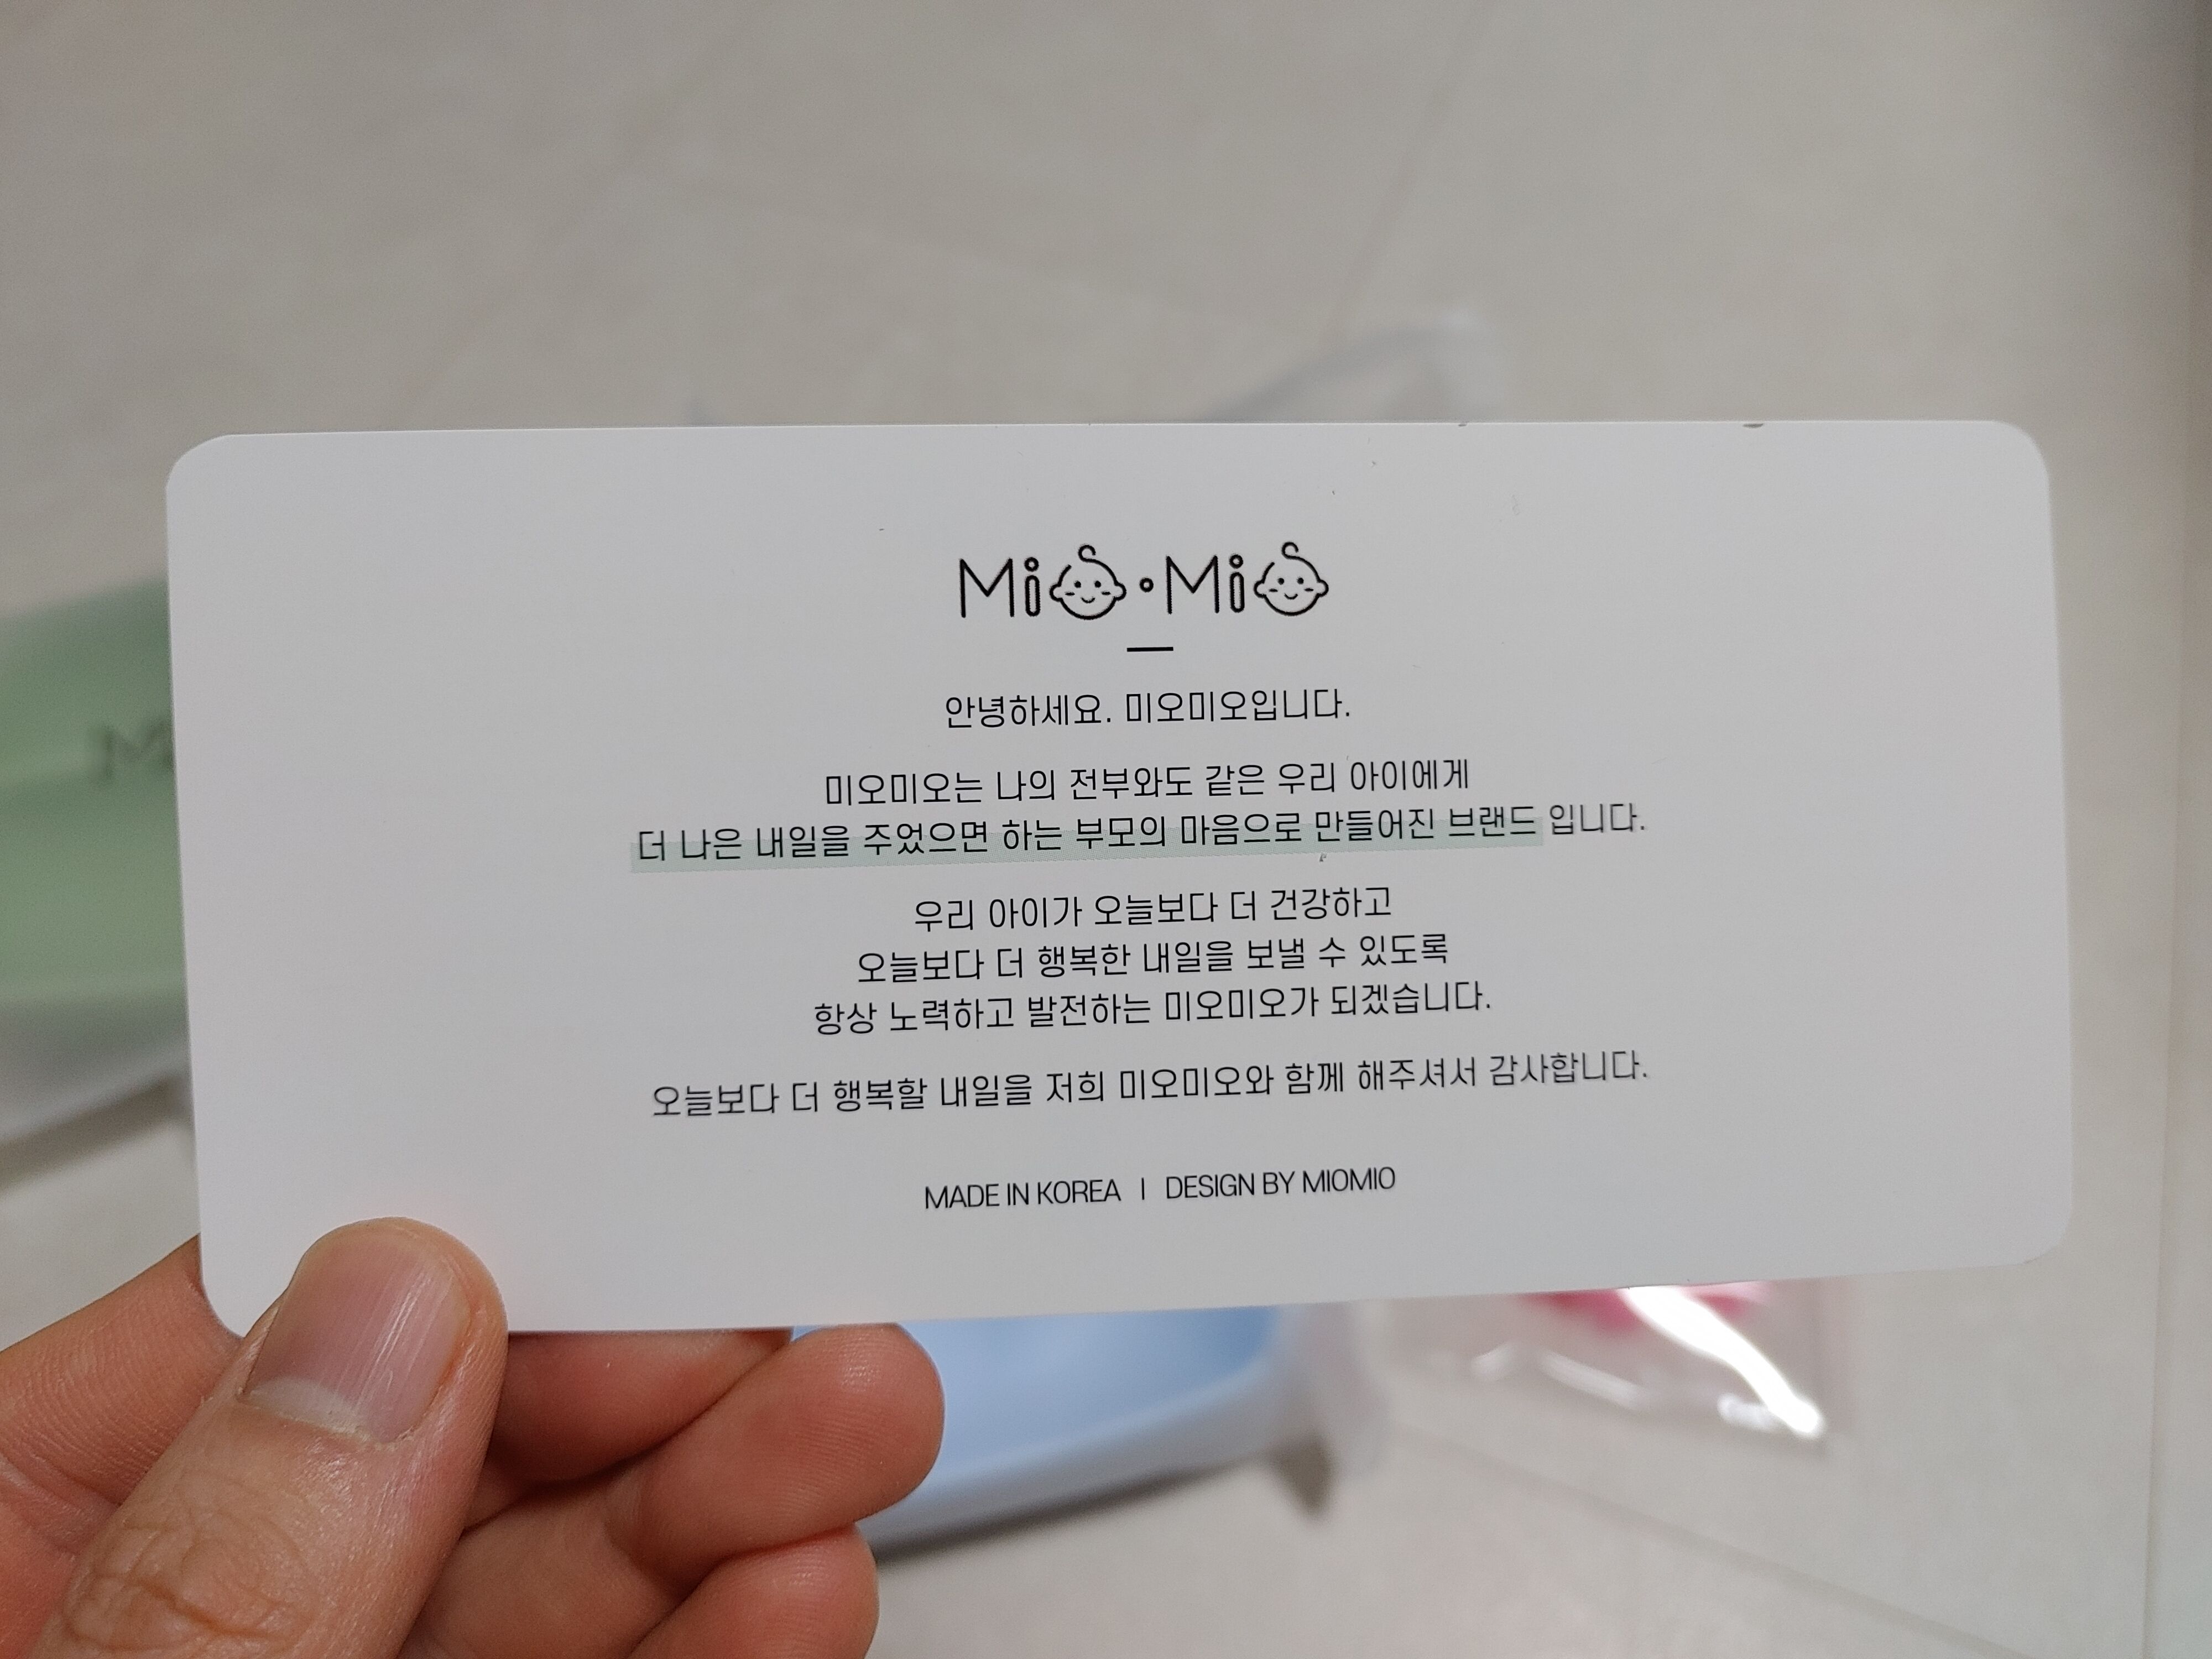 Mio·Mio
안녕하세요. 미오미오입니다.
미오미오는 나의 전부와도 같은 우리 아이에게
더 나은 내일을 주었으면 하는 부모의 마음으로 만들어진 브랜드 입니다.
우리 아이가 오늘보다 더 건강하고
오늘보다 더 행복한 내일을 보낼 수 있도록
항상 노력하고 발전하는 미오미오가 되겠습니다.
오늘보다 더 행복할 내일을 저희 미오미오와 함께 해주셔서 감사합니다.
MADE IN KOREA | DESIGN BY MIOMIO